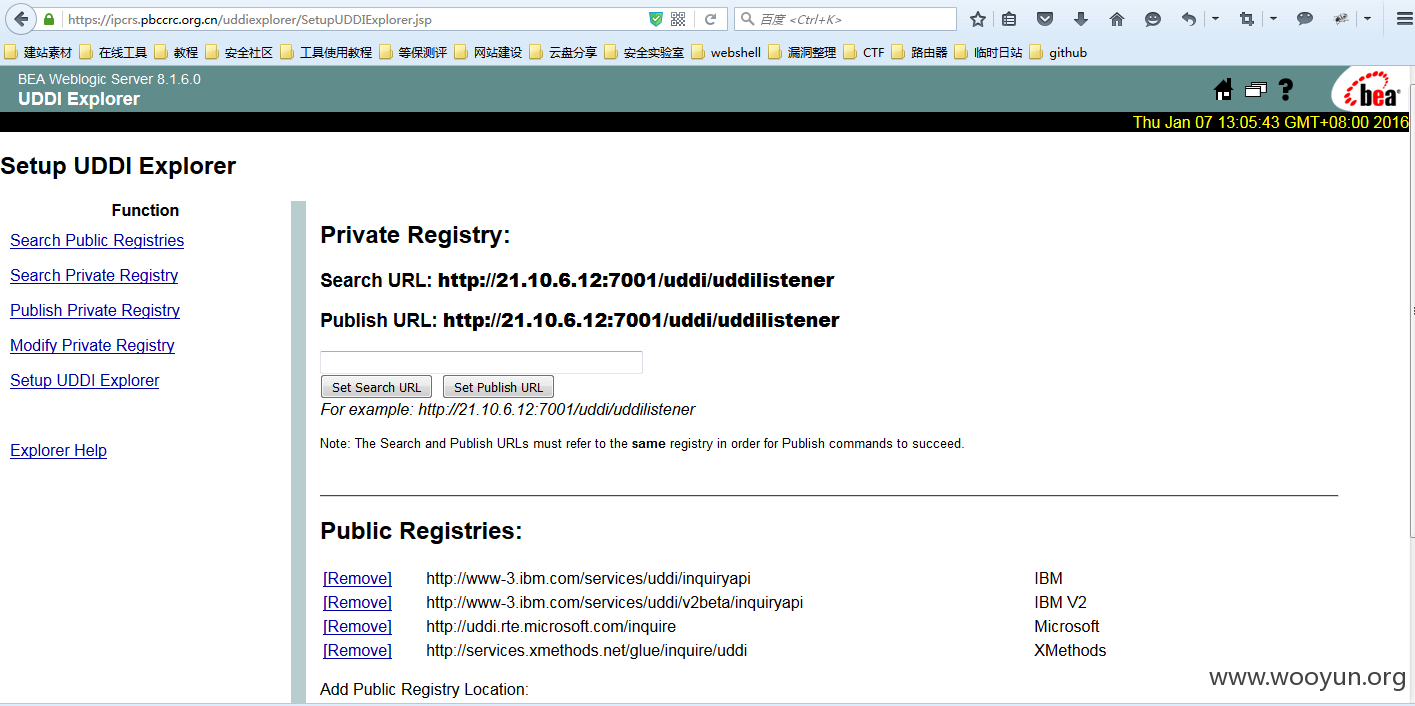 https://ipcrs.pbccrc.org.cn/uddiexplorer/SetupUDDIExplorer.jsp
百度 <Ctrl+K>
建站素材 在线工具 教程 安全社区 工具使用教程 等保测评 网站建设 云盘分享 安全实验室 webshell 漏洞整理 CTF 路由器 临时日站 github
BEA Weblogic Server 8.1.6.0
UDDI Explorer
bea
Thu Jan 07 13:05:43 GMT+08:00 2016
Setup UDDI Explorer
Function
Search Public Registries
Search Private Registry
Publish Private Registry
Modify Private Registry
Setup UDDI Explorer
Explorer Help
Private Registry:
Search URL: http://21.10.6.12:7001/uddi/uddilistener
Publish URL: http://21.10.6.12:7001/uddi/uddilistener
Set Search URL Set Publish URL
For example: http://21.10.6.12:7001/uddi/uddilistener
Note: The Search and Publish URLs must refer to the same registry in order for Publish commands to succeed.
Public Registries:
[Remove] http://www-3.ibm.com/services/uddi/inquiryapi IBM
[Remove] http://www-3.ibm.com/services/uddi/v2beta/inquiryapi IBM V2
[Remove] http://uddi.rte.microsoft.com/inquire Microsoft
[Remove] http://services.xmethods.net/glue/inquire/uddi XMethods
Add Public Registry Location:
www.wooyun.org